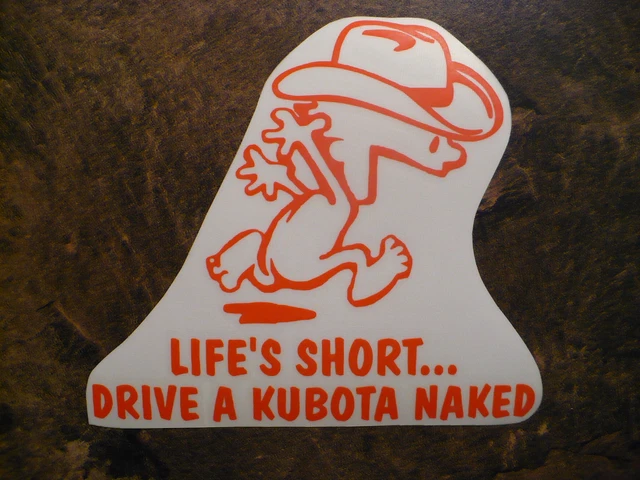 LIFE'S SHORT...
DRIVE A KUBOTA NAKED